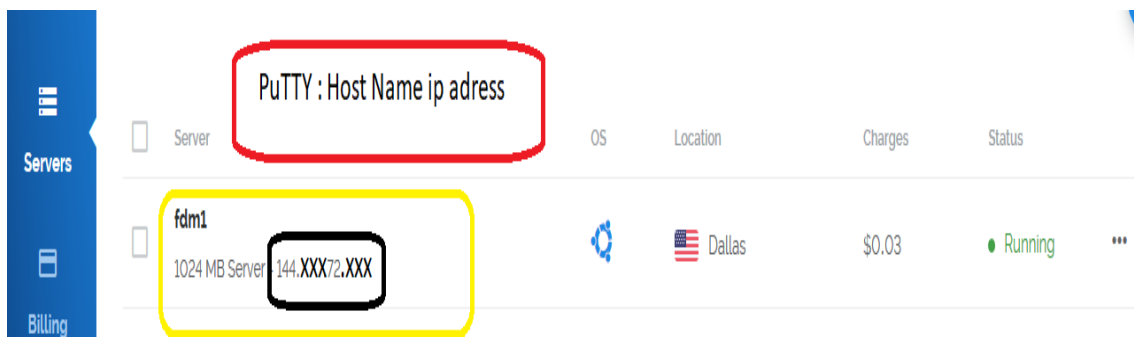 PuTTY : Host Name ip adress
Servers
Billing
Server OS Location Charges Status
fdm1
1024 MB Server - 144.XXX72.XXX
Dallas $0.03 Running